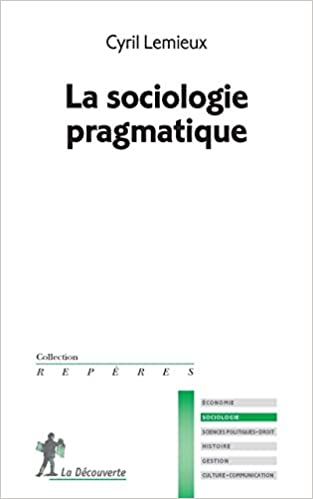 Cyril Lemieux
La sociologie
pragmatique
Collection
REPÈRES
ÉCONOMIE
SOCIOLOGIE
SCIENCES POLITIQUES-DROIT
HISTOIRE
GESTION
CULTURE-COMMUNICATION
La Découverte